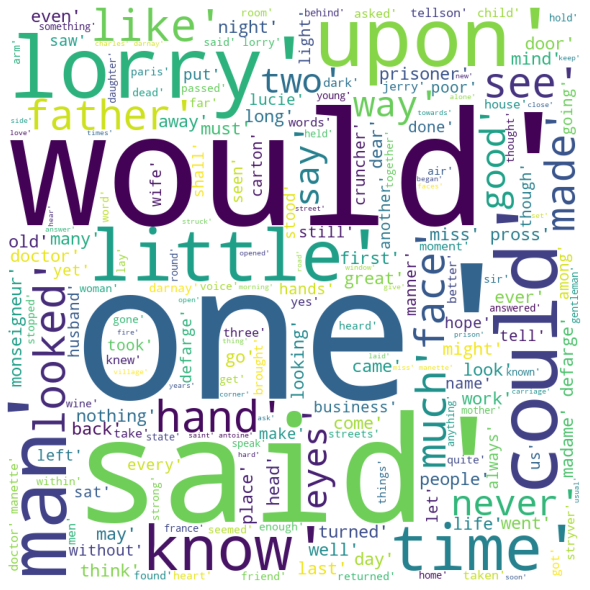 would'
one
said'
lorry'
upon'
could'
little'
time'
know'
man'
looked'
father'
like'
two'
way'
see'
made'
good'
face'
much'
never'
hand'
eyes'
say'
even'
something'
saw'
night'
charles' darnay'
arm'
paris'
put'
dead'
daughter'
room'
said' lorry'
passed'
far'
behind'
asked'
tellson'
child'
light'
dark'
prisoner'
jerry'
poor'
young'
door'
mind'
hold'
new'
keep'
towards'
alone'
house'
close'
going'
side'
love'
times'
away'
lucie'
must'
long'
words'
held'
done'
thought'
hear'
word'
wife'
shall'
seen'
carton'
stood'
cruncher'
dear'
another'
air'
began'
faces'
together'
though'
answer'
struck'
street'
still'
miss'
pross'
set'
moment'
old'
many'
doctor'
yet'
lay'
first'
manner'
better'
sir'
among'
gentleman'
monseigneur'
stopped'
woman'
husband'
darnay'
round'
voice'
opened'
morning'
hands'
great'
road'
window'
give'
yes'
ever'
answered'
open'
gone'
fire'
thing'
three'
heard'
hope'
tell'
took'
knew'
village'
defarge'
go'
looking'
came'
might'
look'
known'
prison'
years'
corner'
get'
brought'
laid'
miss' manette'
name'
work'
carriage'
defarge'
wine'
nothing'
business'
come'
mother'
anything'
us'
madame'
back'
take'
state'
saint' antoine'
ask'
streets'
left'
speak'
make'
hard'
people'
quite'
always'
usual'
within'
sat'
every'
strong'
place'
head'
things'
let'
life'
went'
stryver'
doctor' manette'
men'
may'
france'
seemed'
enough'
turned'
well'
day'
got'
without'
think'
found'
heart'
friend'
last'
returned'
home'
taken'
soon'